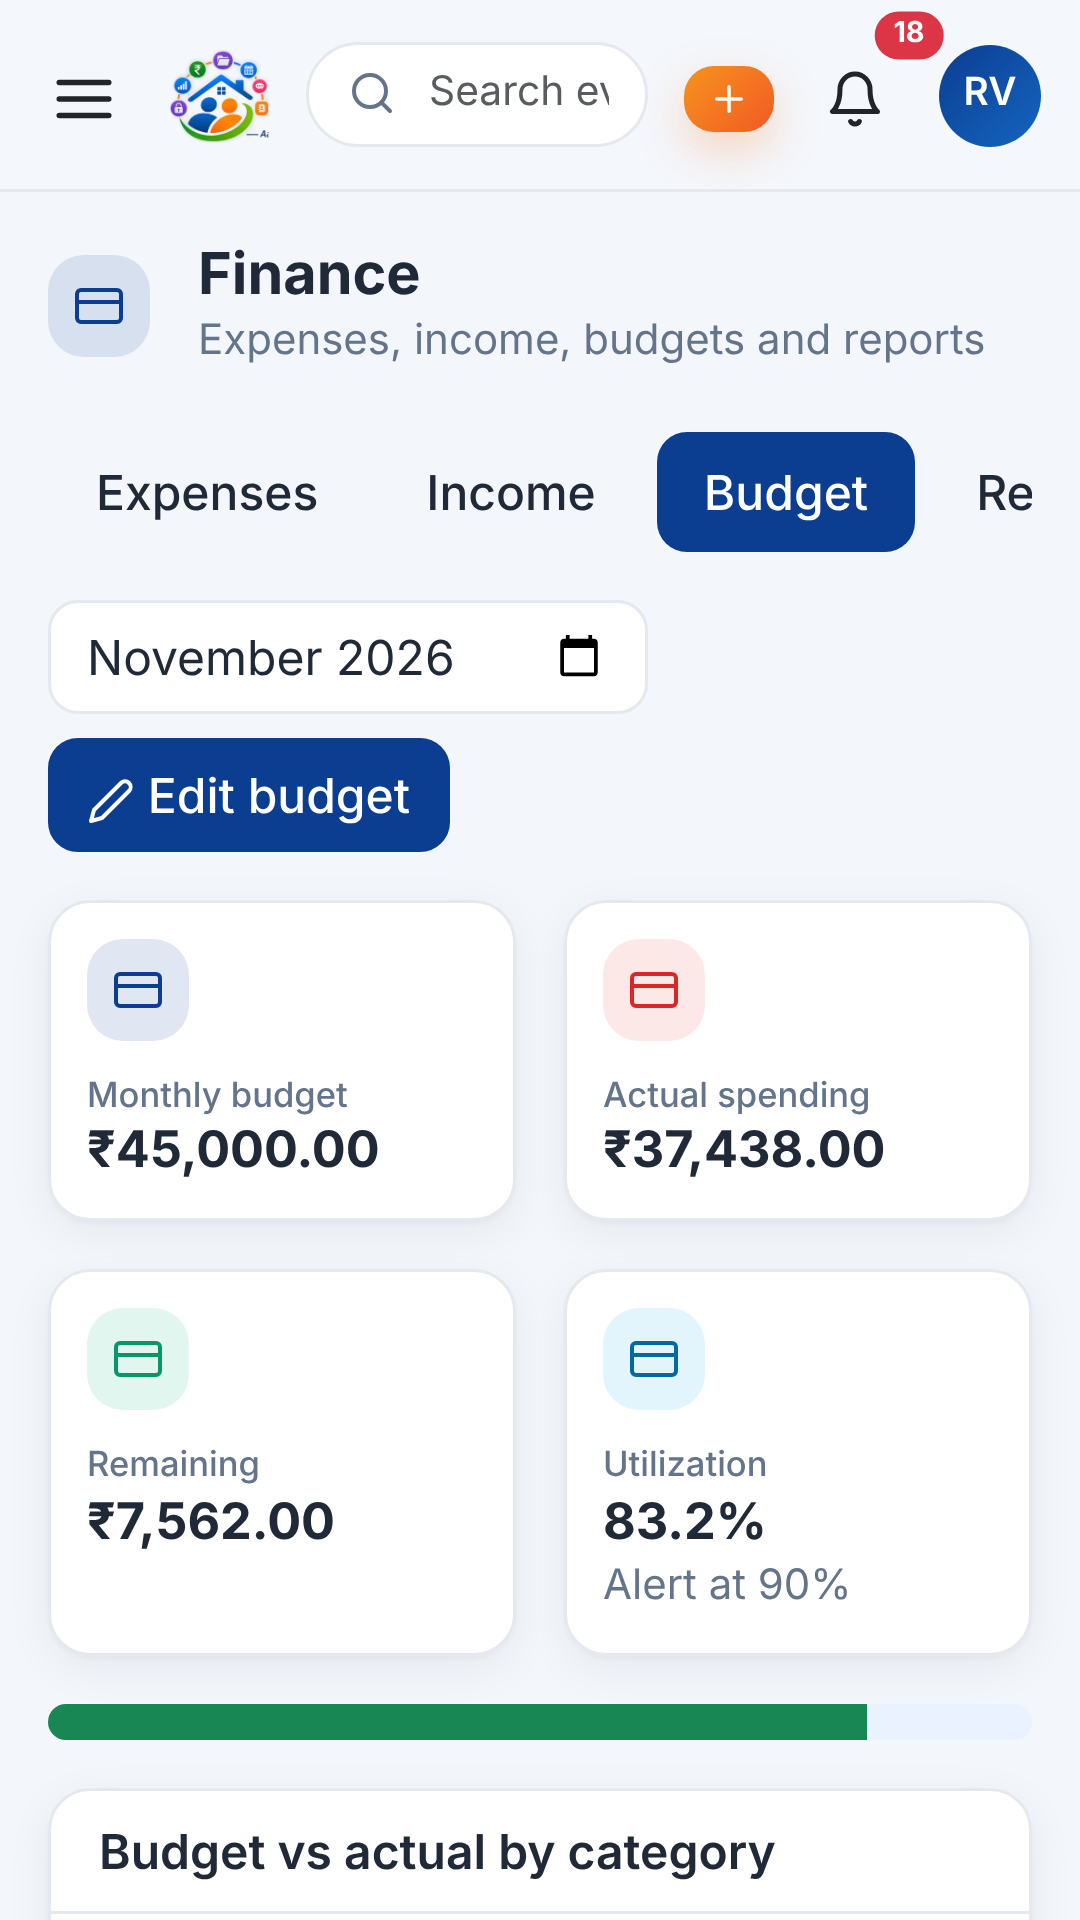 Search ev
18
RV
Finance
Expenses, income, budgets and reports
Expenses Income Budget Re
November 2026
Edit budget
Monthly budget
₹45,000.00
Actual spending
₹37,438.00
Remaining
₹7,562.00
Utilization
83.2%
Alert at 90%
Budget vs actual by category